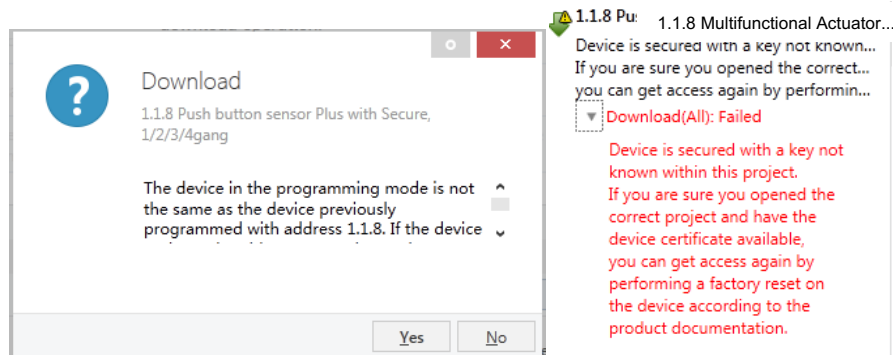 Download
1.1.8 Push button sensor Plus with Secure,
1/2/3/4gang
The device in the programming mode is not
the same as the device previously
programmed with address 1.1.8. If the device
Yes
No
1.1.8 Pu
1.1.8 Multifunctional Actuator...
Device is secured with a key not known...
If you are sure you opened the correct...
you can get access again by performin...
Download(All): Failed
Device is secured with a key not
known within this project.
If you are sure you opened the
correct project and have the
device certificate available,
you can get access again by
performing a factory reset on
the device according to the
product documentation.